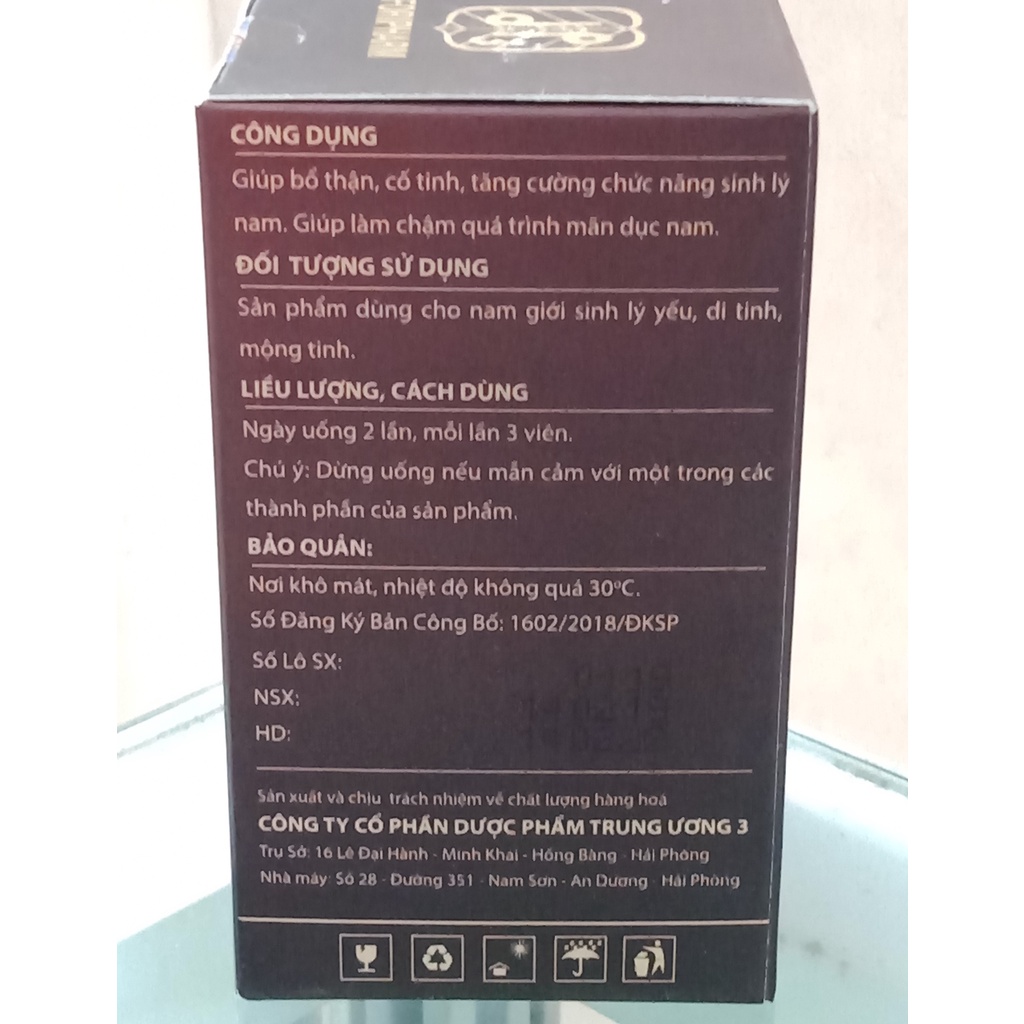 CÔNG DỤNG
Giúp bổ thận, cố tinh, tăng cường chức năng sinh lý
nam. Giúp làm chậm quá trình mãn dục nam.
ĐỐI TƯỢNG SỬ DỤNG
Sản phẩm dùng cho nam giới sinh lý yếu, di tinh,
mộng tinh.
LIỀU LƯỢNG, CÁCH DÙNG
Ngày uống 2 lần, mỗi lần 3 viên.
Chú ý: Dừng uống nếu mẫn cảm với một trong các
thành phần của sản phẩm.
BẢO QUẢN:
Nơi khô mát, nhiệt độ không quá 30°C.
Số Đăng Ký Bản Công Bố: 1602/2018/ĐKSP
Số Lô SX:
NSX:
HD:
Sản xuất và chịu trách nhiệm về chất lượng hàng hoá
CÔNG TY CỔ PHẦN DƯỢC PHẨM TRUNG ƯƠNG 3
Trụ Sở: 16 Lê Đại Hành - Minh Khai - Hồng Bàng - Hải Phòng
Nhà máy: Số 28 - Đường 351 - Nam Sơn - An Dương - Hải Phòng